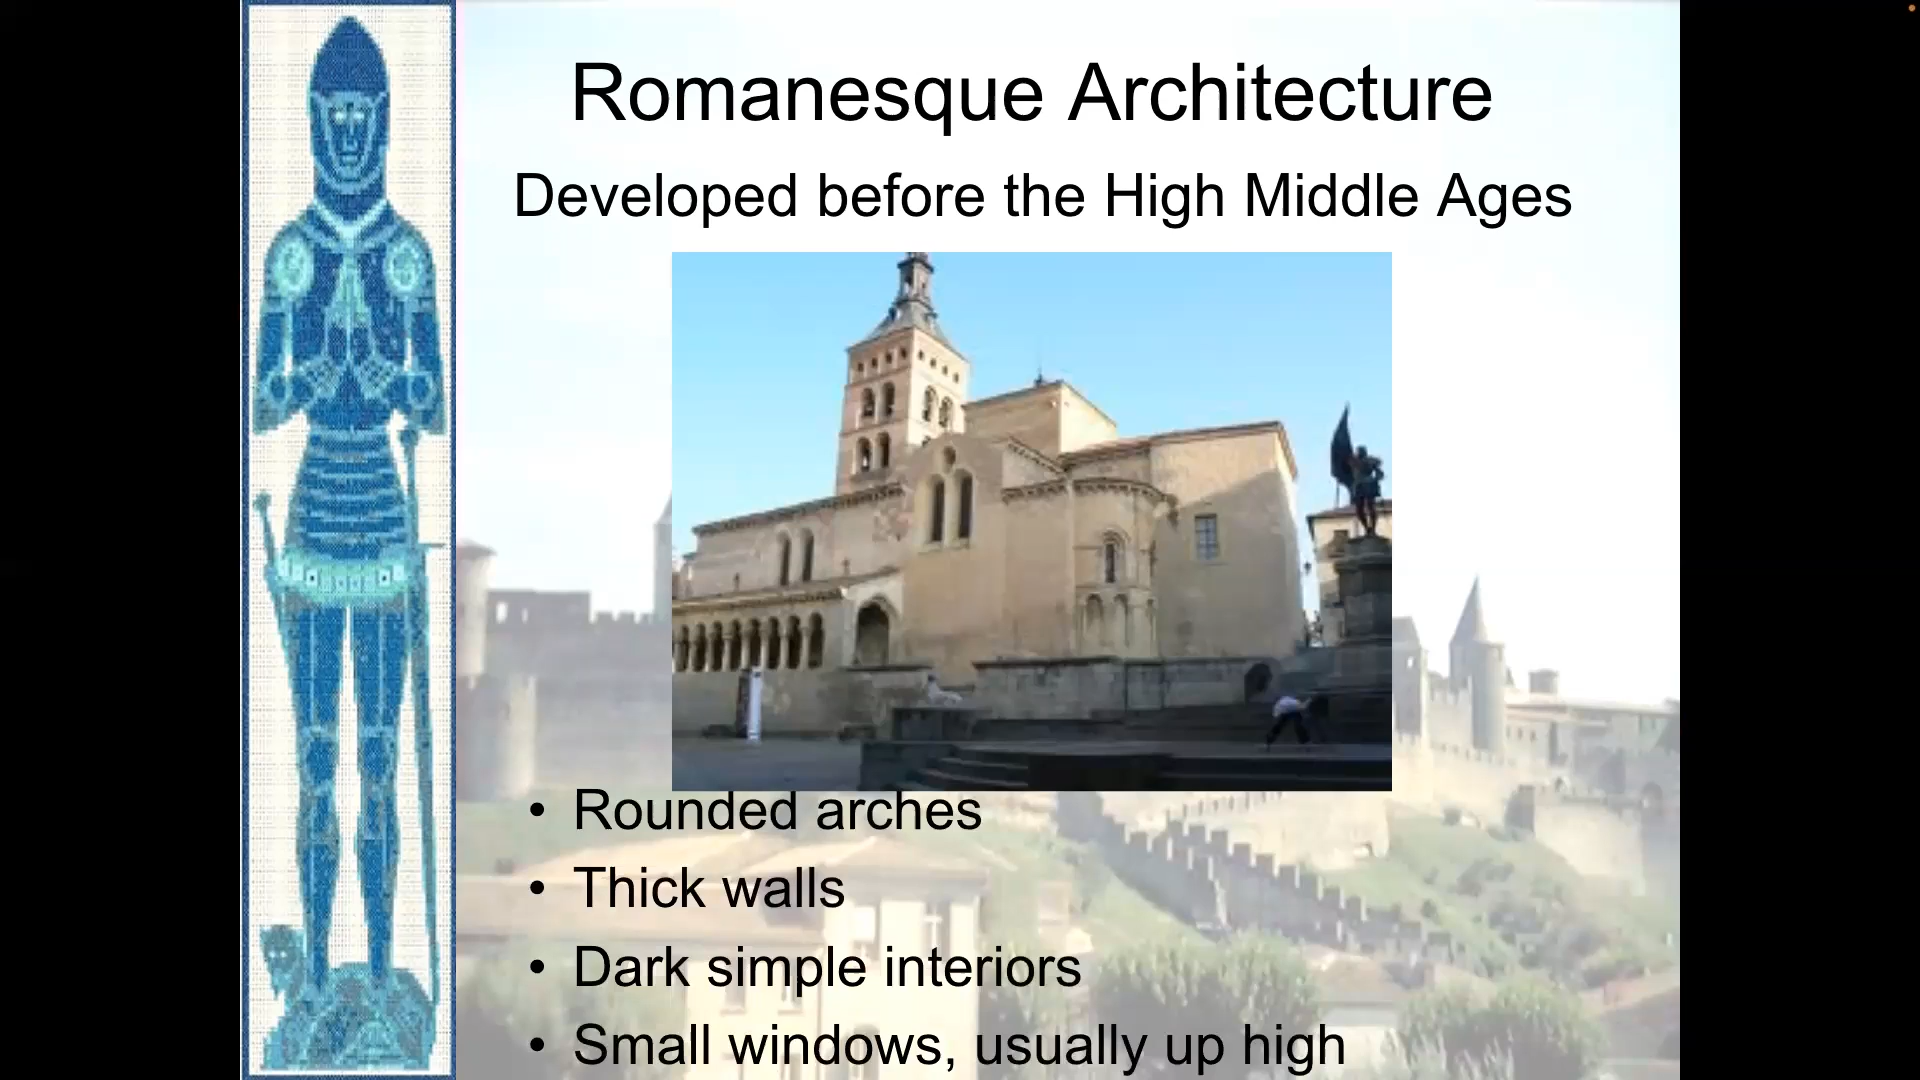 Romanesque Architecture
Developed before the High Middle Ages
• Rounded arches
• Thick walls
• Dark simple interiors
• Small windows, usually up high